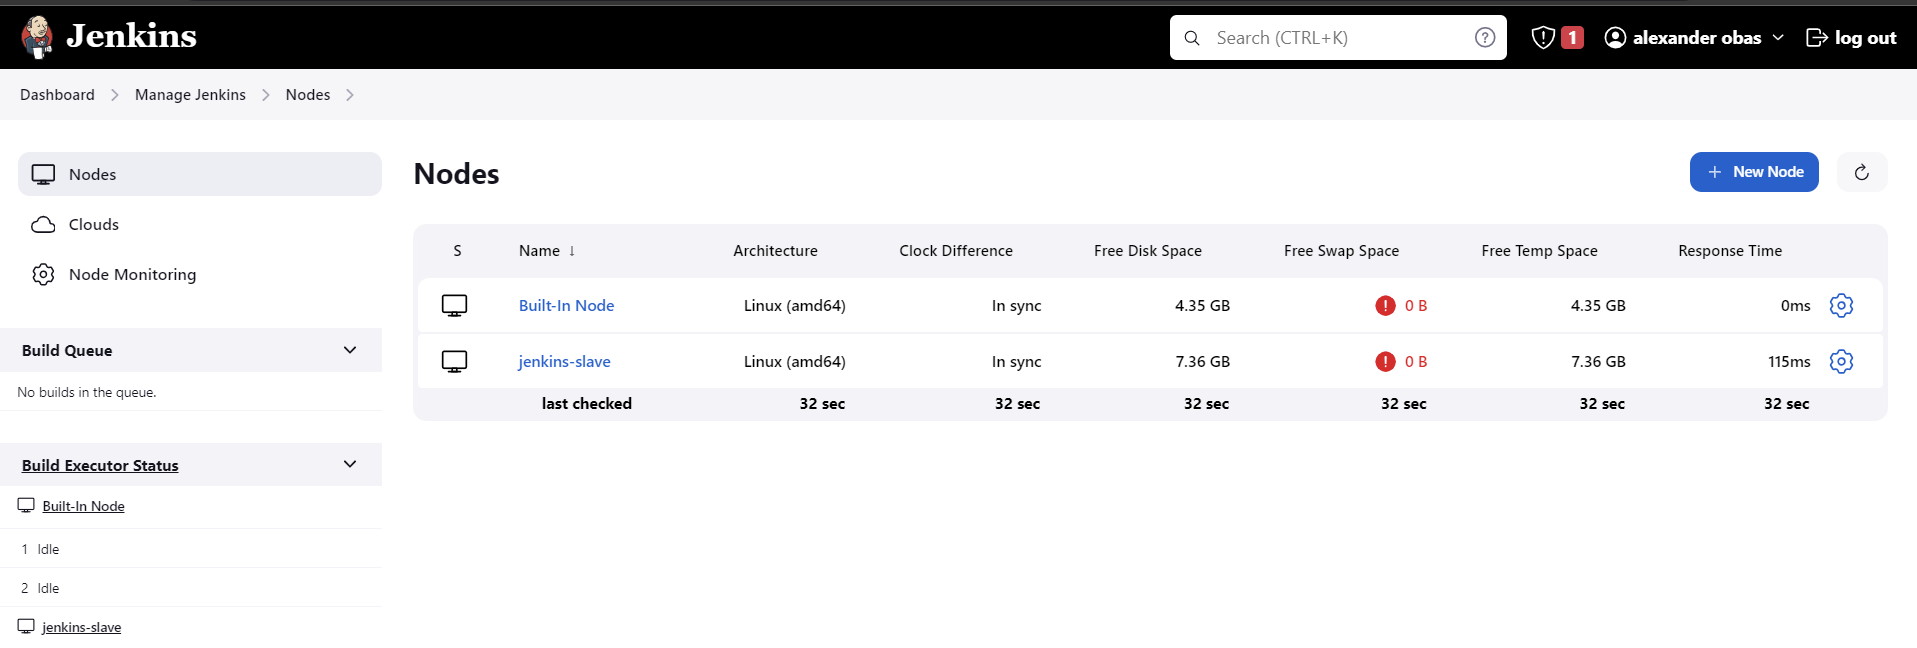 Jenkins
Search (CTRL+K)
1
alexander obas
log out
Dashboard
Manage Jenkins
Nodes
Nodes
Clouds
Node Monitoring
Build Queue
No builds in the queue.
Build Executor Status
Built-In Node
1 Idle
2 Idle
jenkins-slave
Nodes
+ New Node
S Name ↓ Architecture Clock Difference Free Disk Space Free Swap Space Free Temp Space Response Time
Built-In Node Linux (amd64) In sync 4.35 GB ! 0 B 4.35 GB 0ms
jenkins-slave Linux (amd64) In sync 7.36 GB ! 0 B 7.36 GB 115ms
last checked 32 sec 32 sec 32 sec 32 sec 32 sec 32 sec